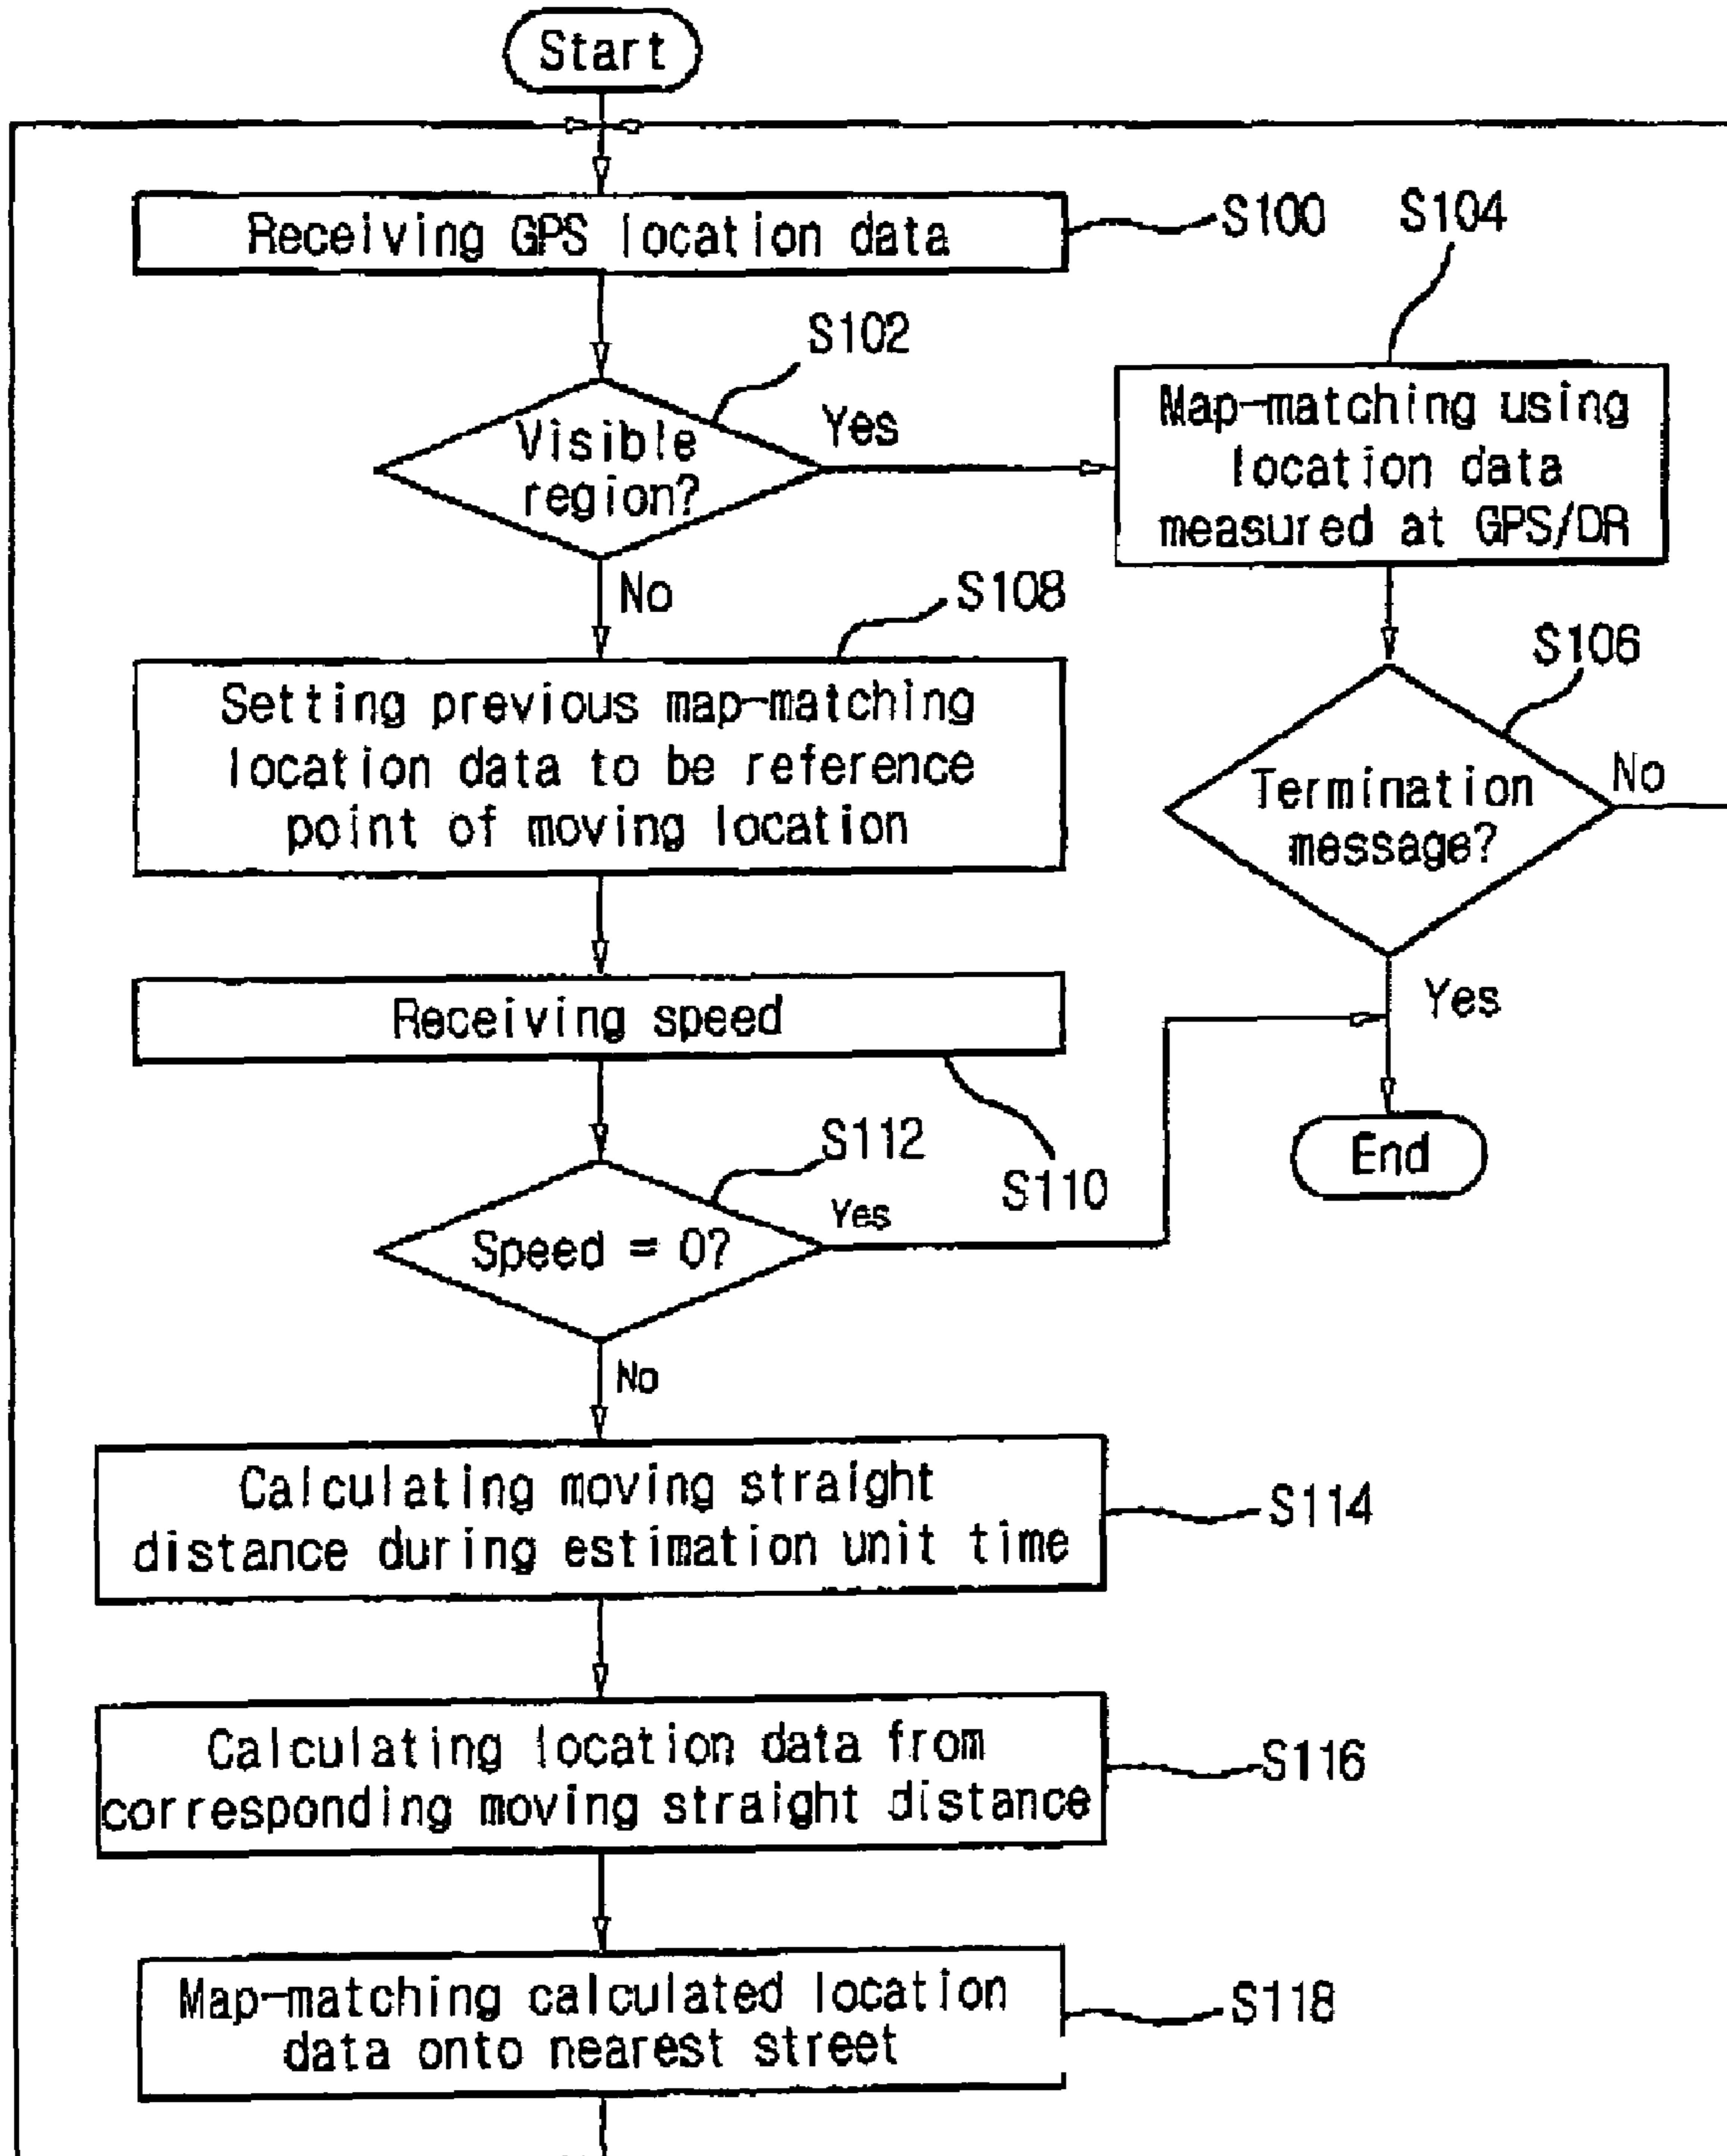 Start
Receiving GPS location data
S100
S104
S102
Visible
region?
Yes
Map-matching using
location data
measured at GPS/DR
No
S108
S106
Setting previous map-matching
location data to be reference
point of moving location
Termination
message?
No
Receiving speed
Yes
S110
S112
Speed = 0?
Yes
End
No
Calculating moving straight
distance during estimation unit time
S114
Calculating location data from
corresponding moving straight distance
S116
Map-matching calculated location
data onto nearest street
S118